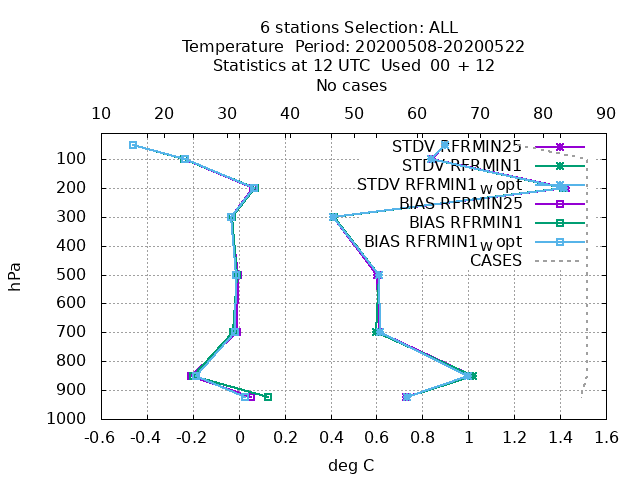 6 stations Selection: ALL
Temperature Period: 20200508-20200522
Statistics at 12 UTC Used 00 + 12
No cases
10 20 30 40 50 60 70 80 90
STDV RFRMIN25
STDV RFRMIN1
STDV RFRMIN1W opt
BIAS RFRMIN25
BIAS RFRMIN1
BIAS RFRMIN1W opt
CASES
100
200
300
400
500
600
700
800
900
1000
hPa
-0.6 -0.4 -0.2 0 0.2 0.4 0.6 0.8 1 1.2 1.4 1.6
deg C